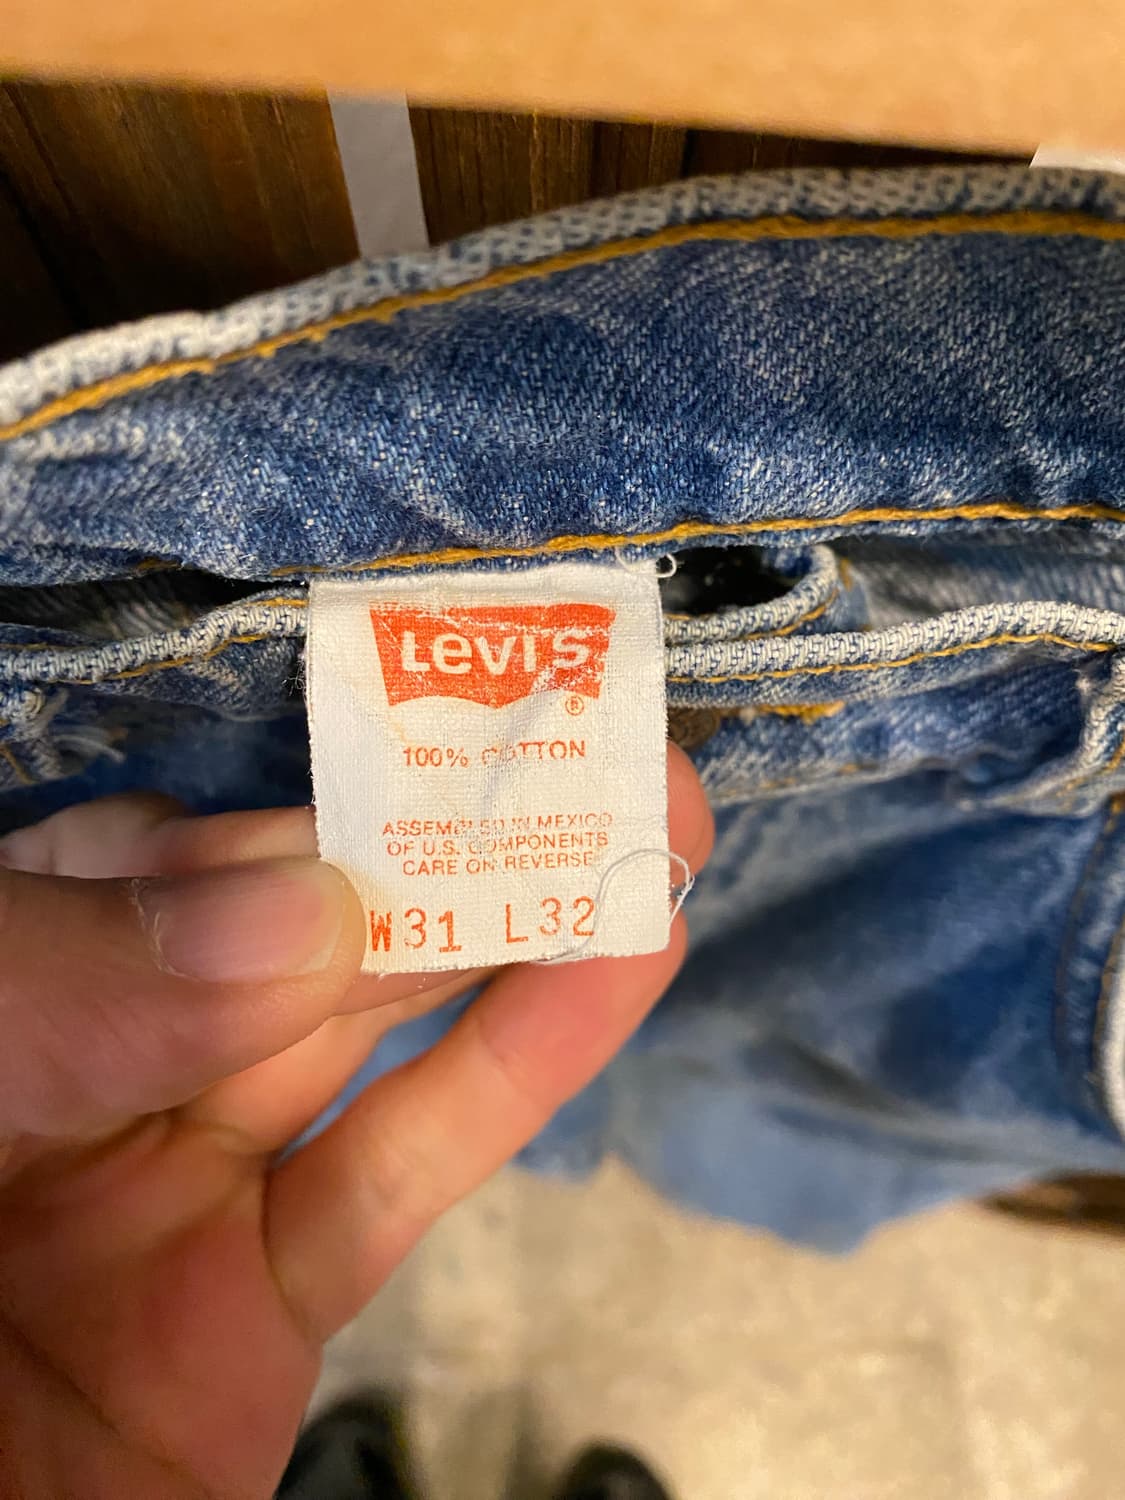 Levi's
®
100% COTTON
ASSEMBLED IN MEXICO
OF U.S. COMPONENTS
CARE ON REVERSE
W31 L32